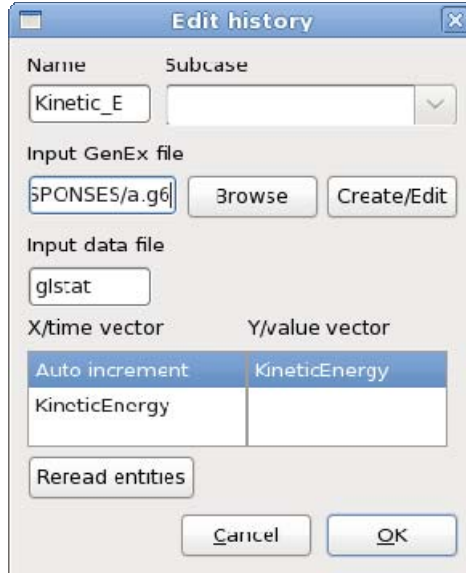 Edit history
Name Subcase
Kinetic_E
Input GenEx file
SPONSES/a.g6 Browse Create/Edit
Input data file
glstat
X/time vector Y/value vector
Auto increment KineticEnergy
KineticEnergy
Reread entities
Cancel OK